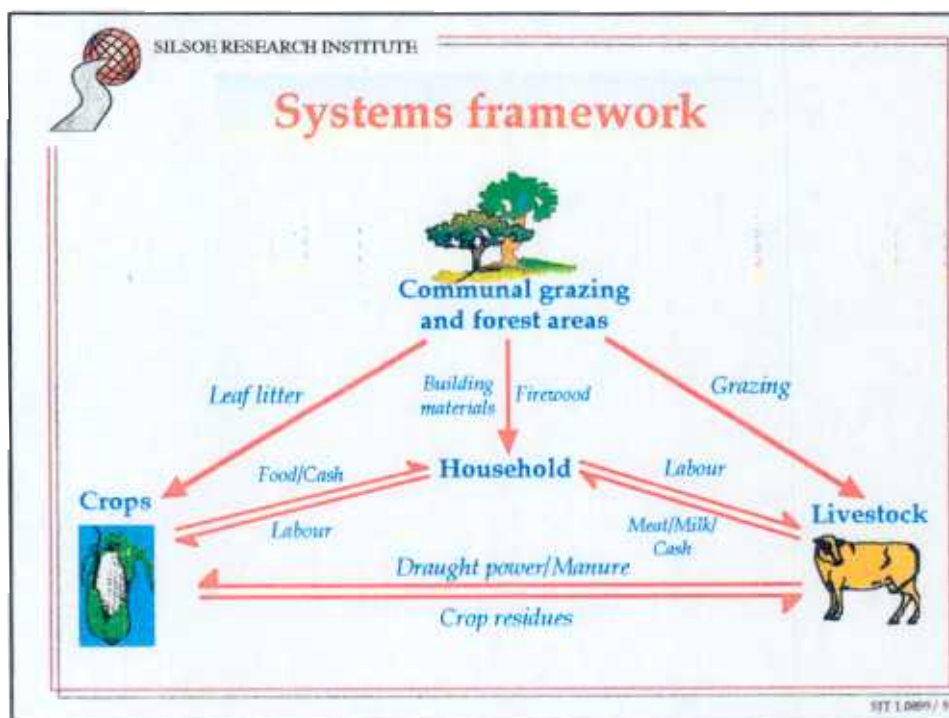 SILSOE RESEARCH INSTITUTE
Systems framework
Communal grazing
and forest areas
Leaf litter
Building
materials
Firewood
Grazing
Household
Food/Cash
Labour
Crops
Labour
Meat/Milk/
Cash
Livestock
Draught power/Manure
Crop residues